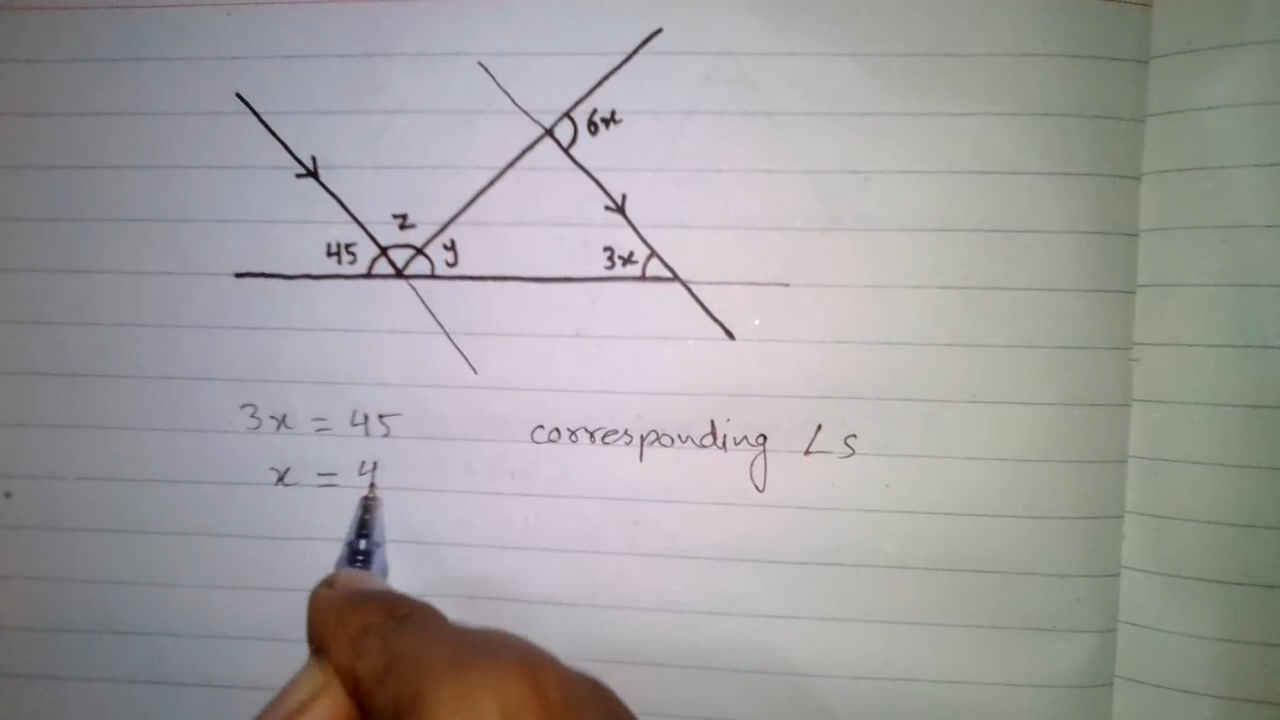 6x
z
45
y
3x
3x = 45
corresponding ∠s
x = 4